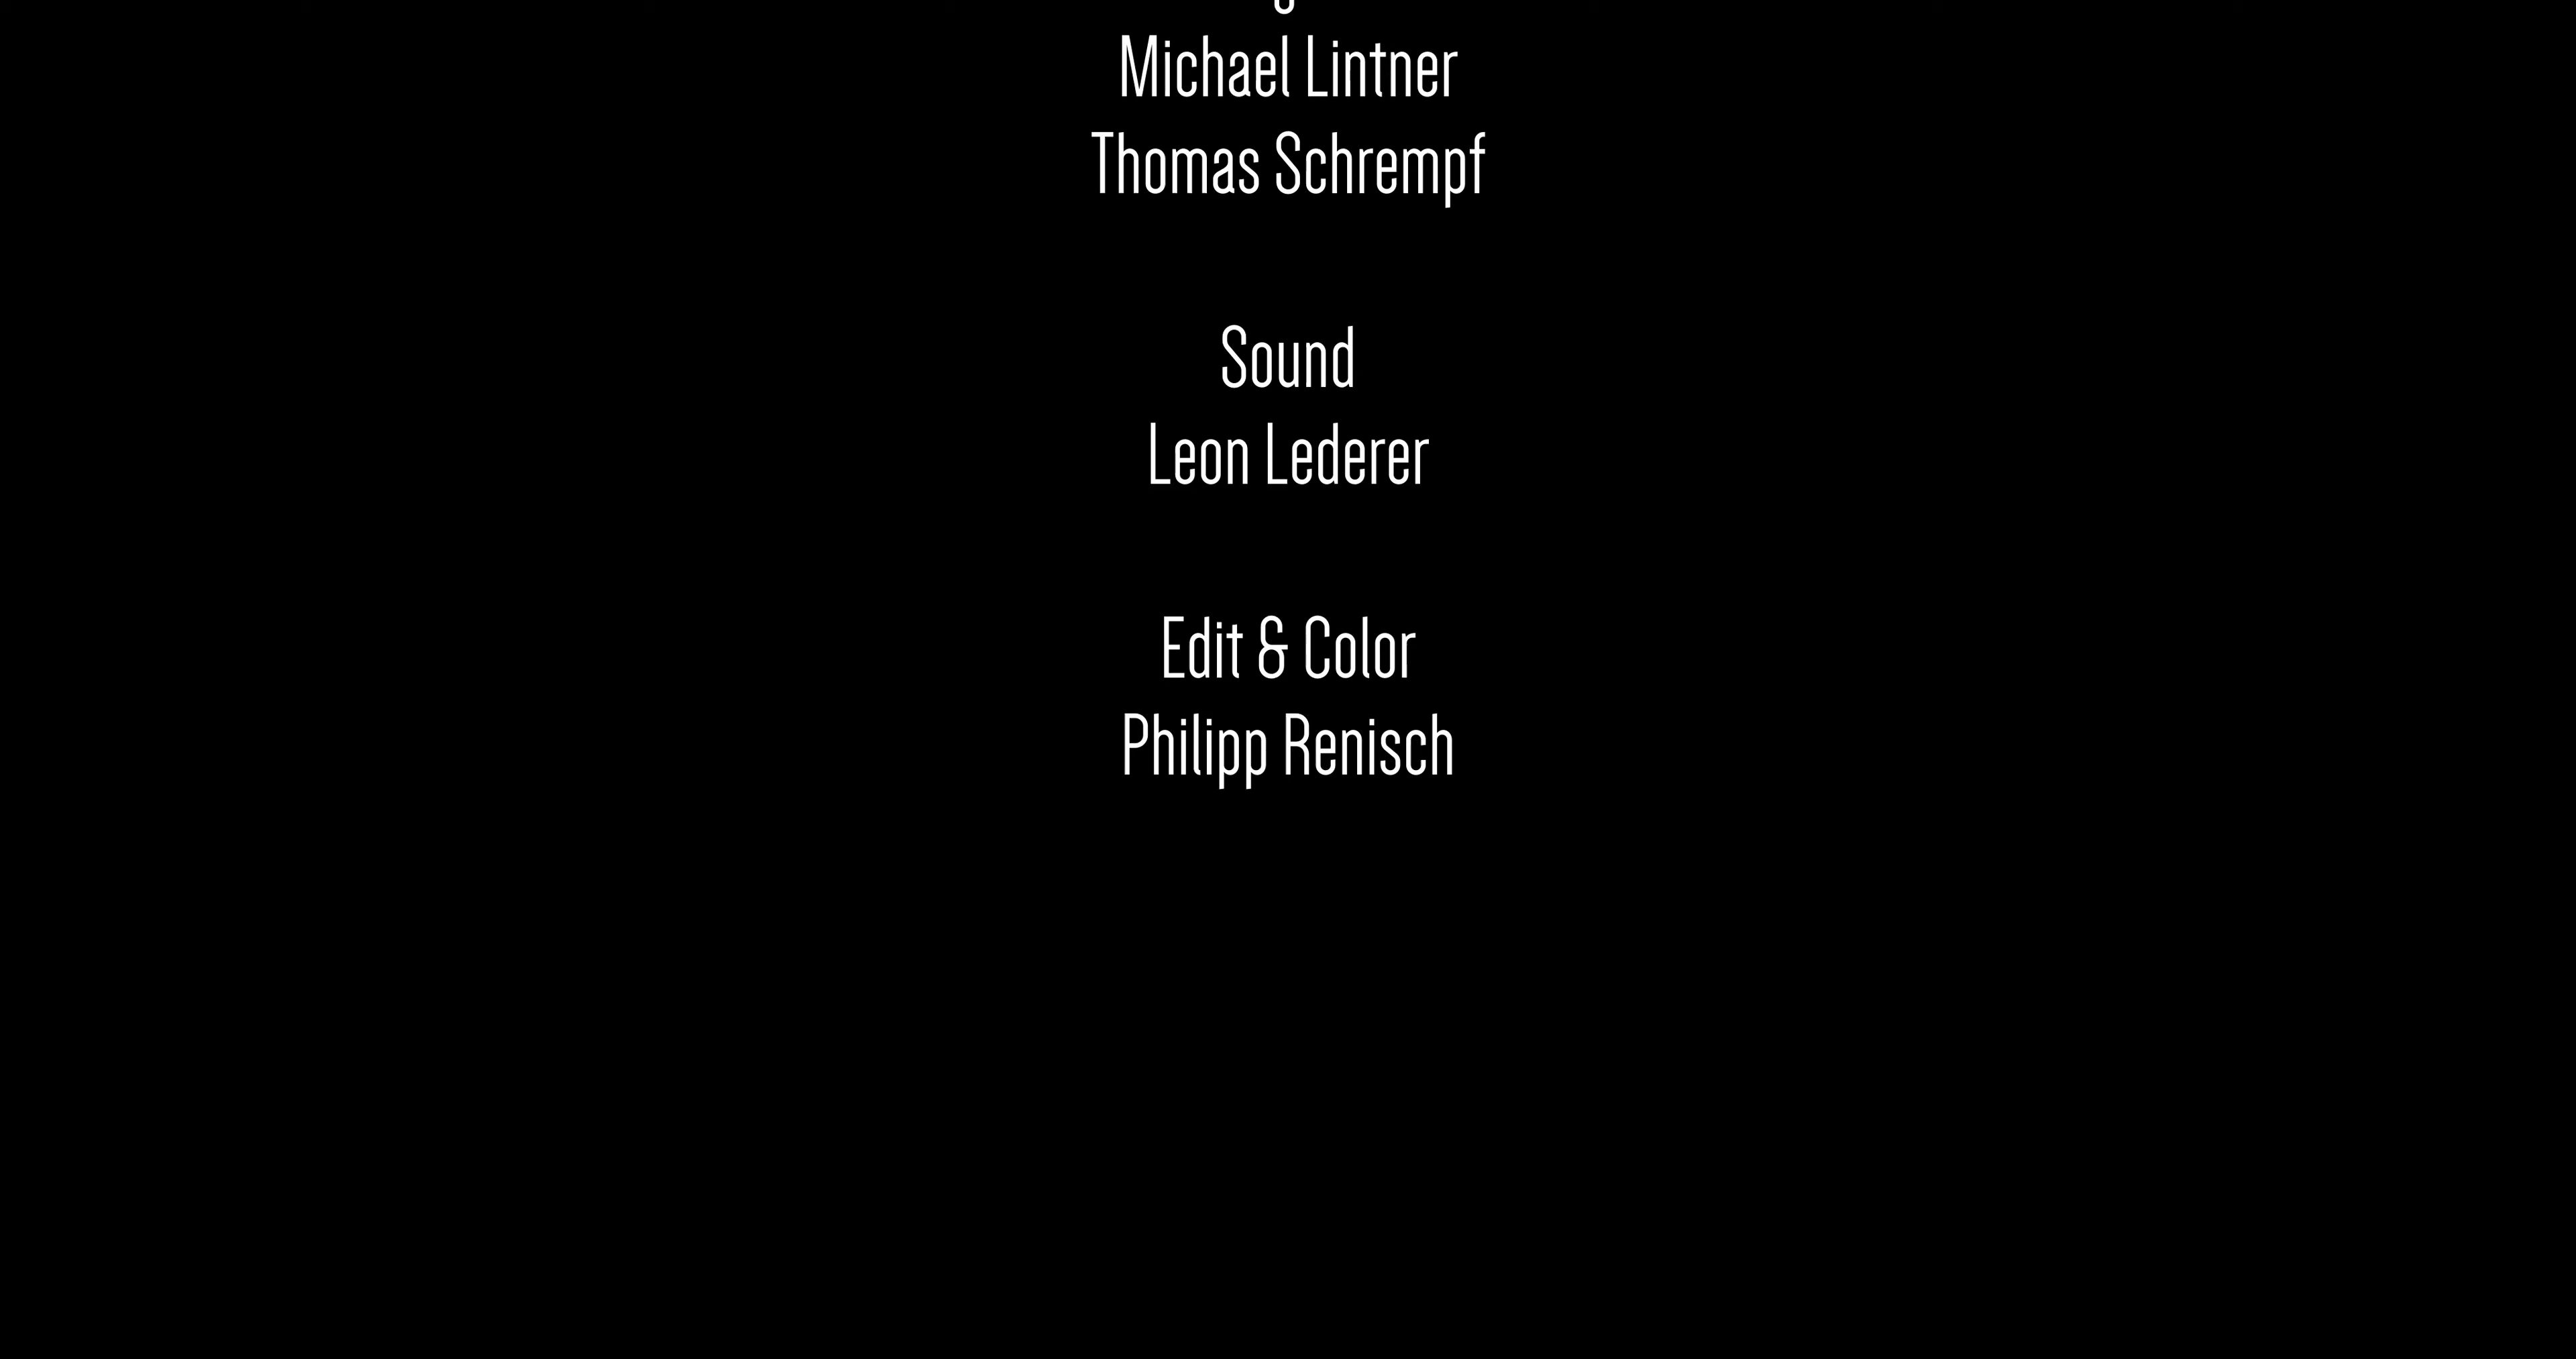 Michael Lintner
Thomas Schrempf
Sound
Leon Lederer
Edit & Color
Philipp Renisch